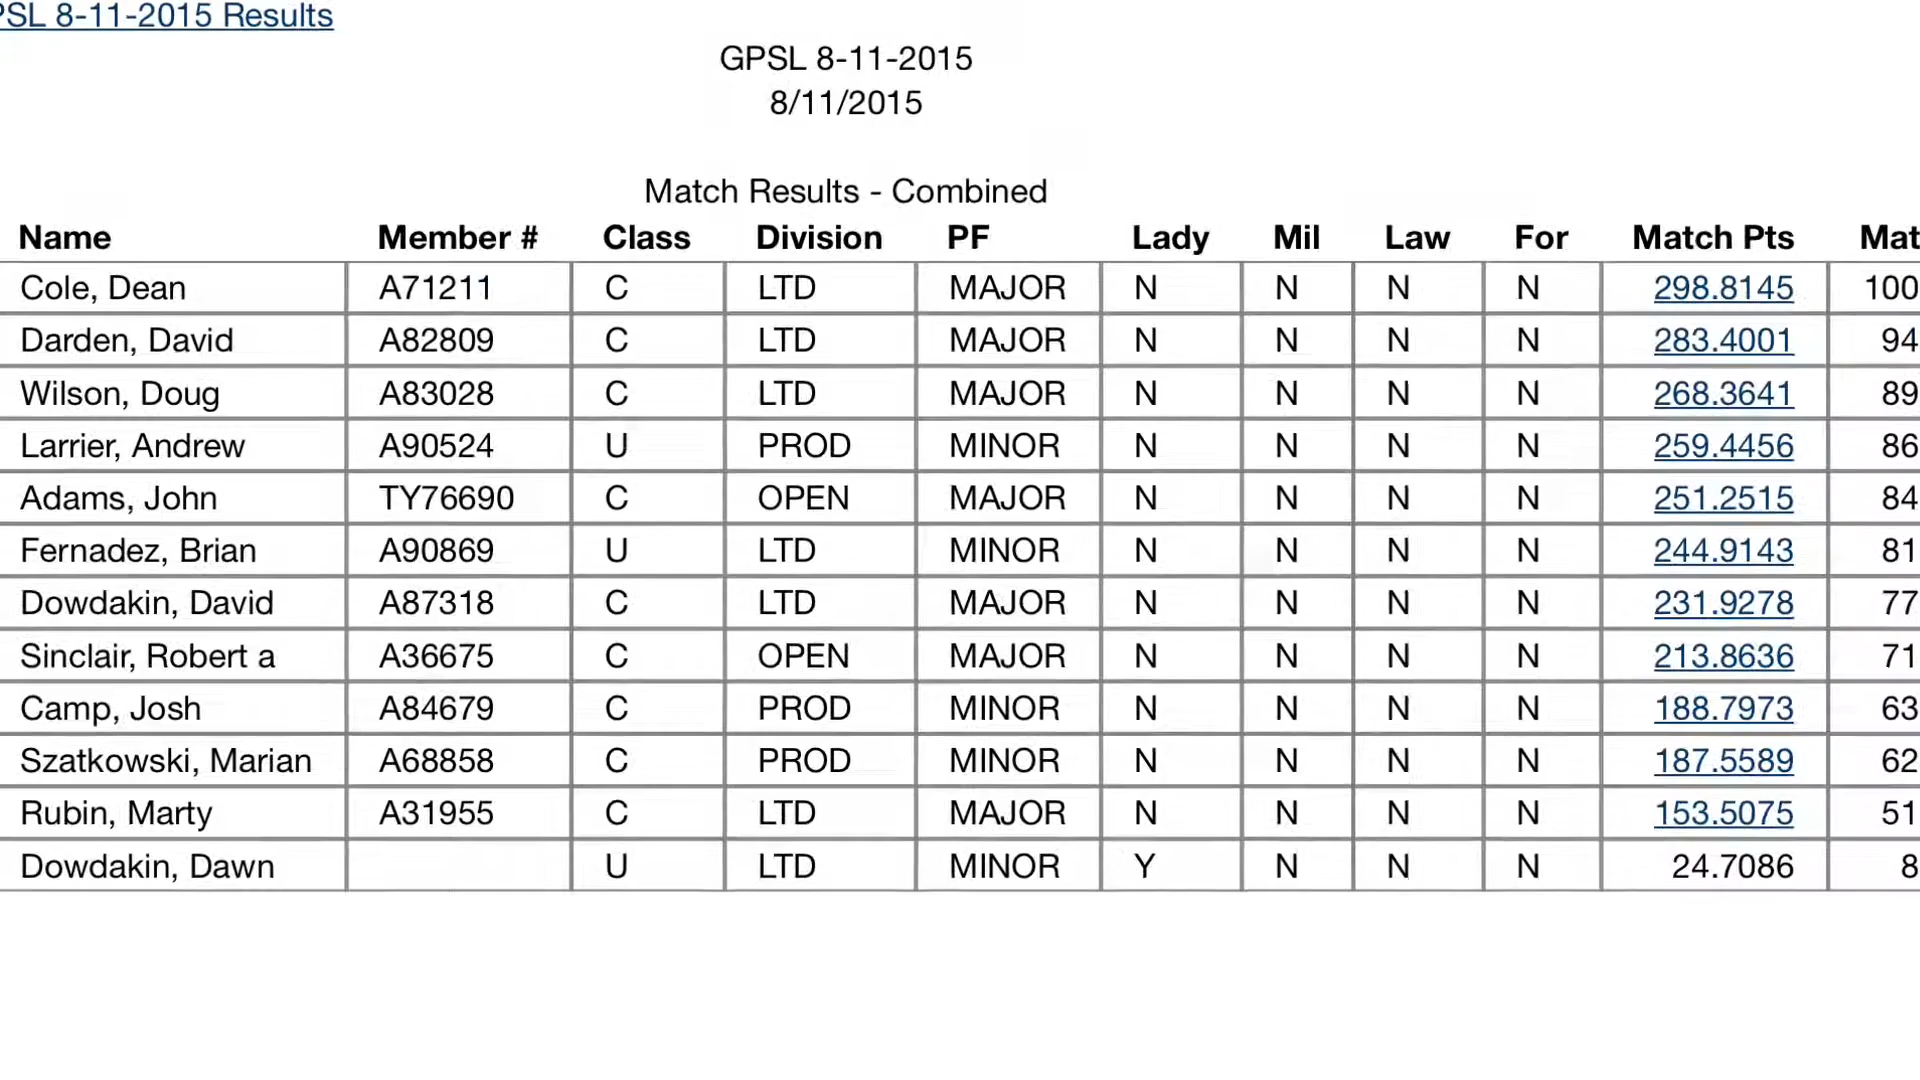 PSL 8-11-2015 Results
GPSL 8-11-2015
8/11/2015
Match Results - Combined
Name Member # Class Division PF Lady Mil Law For Match Pts Mat
Cole, Dean A71211 C LTD MAJOR N N N N 298.8145 100
Darden, David A82809 C LTD MAJOR N N N N 283.4001 94
Wilson, Doug A83028 C LTD MAJOR N N N N 268.3641 89
Larrier, Andrew A90524 U PROD MINOR N N N N 259.4456 86
Adams, John TY76690 C OPEN MAJOR N N N N 251.2515 84
Fernadez, Brian A90869 U LTD MINOR N N N N 244.9143 81
Dowdakin, David A87318 C LTD MAJOR N N N N 231.9278 77
Sinclair, Robert a A36675 C OPEN MAJOR N N N N 213.8636 71
Camp, Josh A84679 C PROD MINOR N N N N 188.7973 63
Szatkowski, Marian A68858 C PROD MINOR N N N N 187.5589 62
Rubin, Marty A31955 C LTD MAJOR N N N N 153.5075 51
Dowdakin, Dawn U LTD MINOR Y N N N 24.7086 8